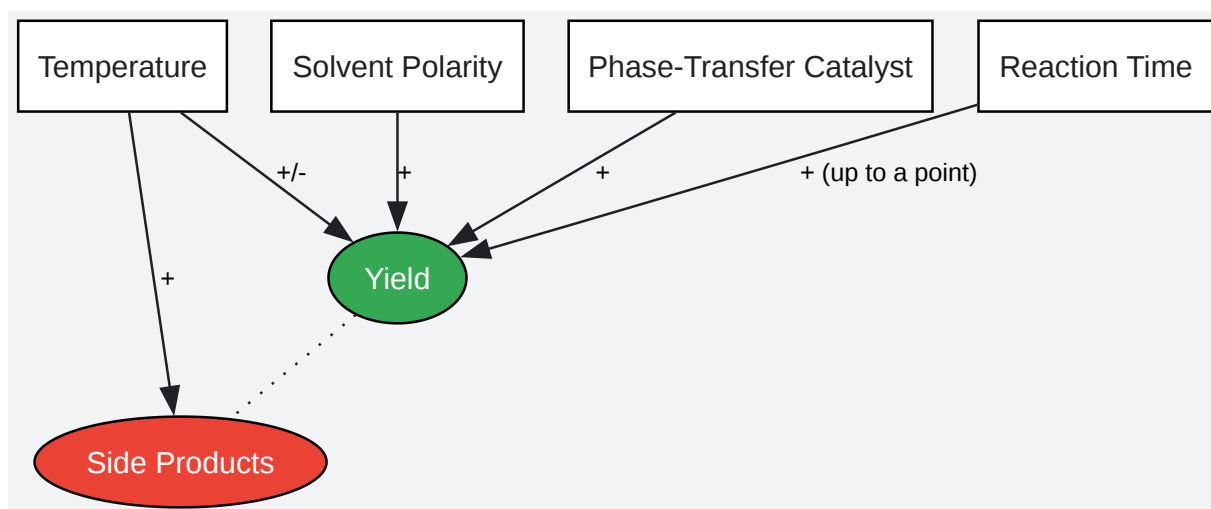 Temperature
Solvent Polarity
Phase-Transfer Catalyst
Reaction Time
+/-
+
+
+ (up to a point)
+
Yield
Side Products